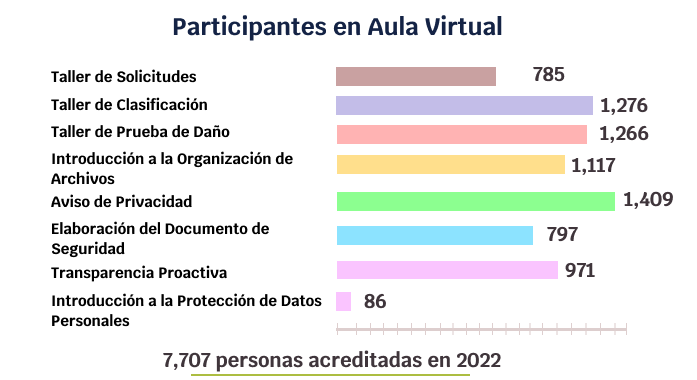 Participantes en Aula Virtual
Taller de Solicitudes 785
Taller de Clasificación 1,276
Taller de Prueba de Daño 1,266
Introducción a la Organización de
Archivos 1,117
Aviso de Privacidad 1,409
Elaboración del Documento de
Seguridad 797
Transparencia Proactiva 971
Introducción a la Protección de Datos
Personales 86
7,707 personas acreditadas en 2022